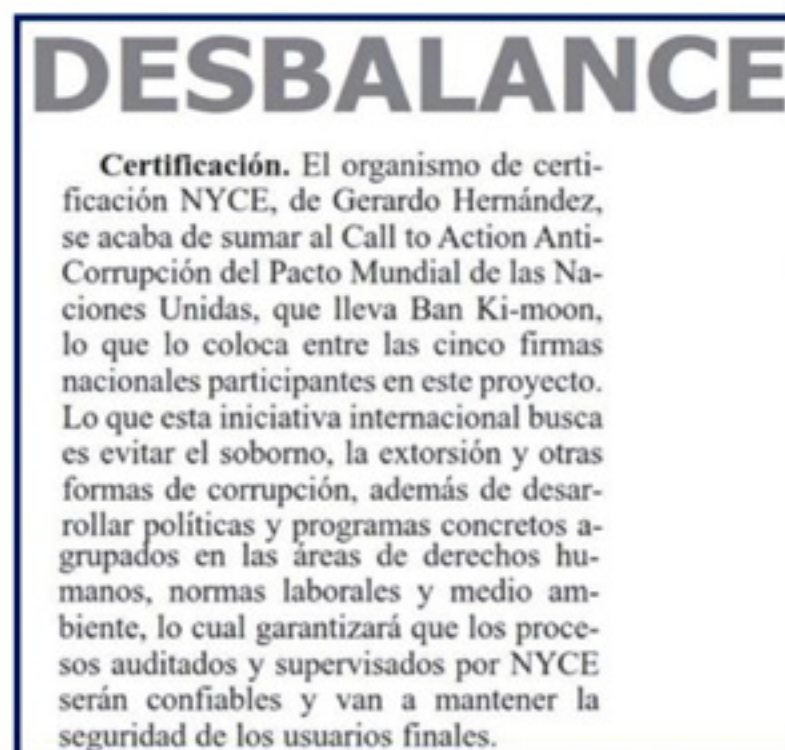 DESBALANCE
Certificación. El organismo de certi-
ficación NYCE, de Gerardo Hernández,
se acaba de sumar al Call to Action Anti-
Corrupción del Pacto Mundial de las Na-
ciones Unidas, que lleva Ban Ki-moon,
lo que lo coloca entre las cinco firmas
nacionales participantes en este proyecto.
Lo que esta iniciativa internacional busca
es evitar el soborno, la extorsión y otras
formas de corrupción, además de desar-
rollar políticas y programas concretos a-
grupados en las áreas de derechos hu-
manos, normas laborales y medio am-
biente, lo cual garantizará que los proce-
sos auditados y supervisados por NYCE
serán confiables y van a mantener la
seguridad de los usuarios finales.